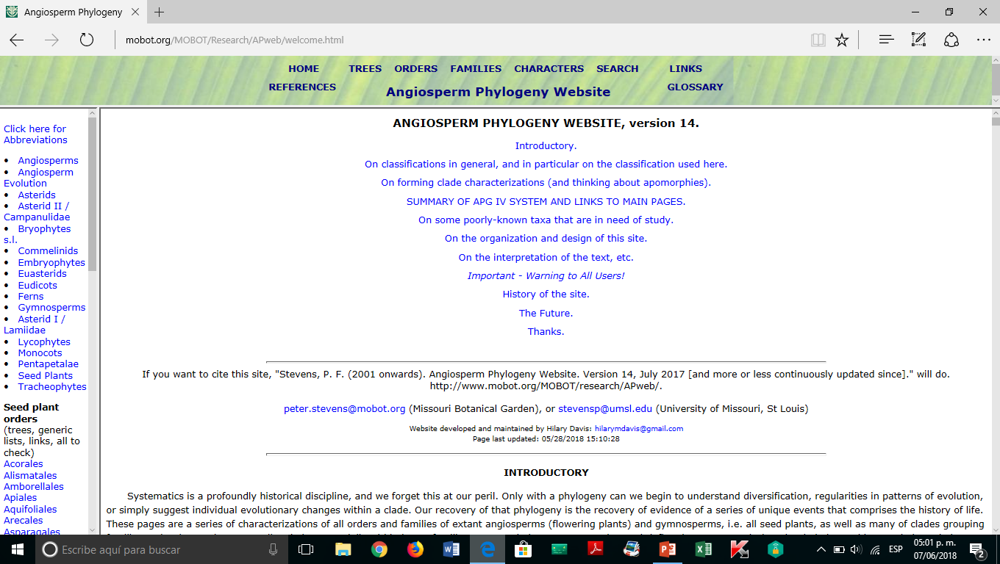 Angiosperm Phylogeny
mobot.org/MOBOT/Research/APweb/welcome.html
HOME TREES ORDERS FAMILIES CHARACTERS SEARCH LINKS
REFERENCES Angiosperm Phylogeny Website GLOSSARY
Click here for
Abbreviations
• Angiosperms
• Angiosperm
Evolution
• Asterids
• Asterid II /
Campanulidae
• Bryophytes
s.l.
• Commelinids
• Embryophytes
• Euasterids
• Eudicots
• Ferns
• Gymnosperms
• Asterid I /
Lamiidae
• Lycophytes
• Monocots
• Pentapetalae
• Seed Plants
• Tracheophytes
Seed plant
orders
(trees, generic
lists, links, all to
check)
Acorales
Alismatales
Amborellales
Apiales
Aquifoliales
Arecales
Asparagales
ANGIOSPERM PHYLOGENY WEBSITE, version 14.
Introductory.
On classifications in general, and in particular on the classification used here.
On forming clade characterizations (and thinking about apomorphies).
SUMMARY OF APG IV SYSTEM AND LINKS TO MAIN PAGES.
On some poorly-known taxa that are in need of study.
On the organization and design of this site.
On the interpretation of the text, etc.
Important - Warning to All Users!
History of the site.
The Future.
Thanks.
If you want to cite this site, "Stevens, P. F. (2001 onwards). Angiosperm Phylogeny Website. Version 14, July 2017 [and more or less continuously updated since]." will do.
http://www.mobot.org/MOBOT/research/APweb/.
peter.stevens@mobot.org (Missouri Botanical Garden), or stevensp@umsl.edu (University of Missouri, St Louis)
Website developed and maintained by Hilary Davis: hilarymdavis@gmail.com
Page last updated: 05/28/2018 15:10:28
INTRODUCTORY
Systematics is a profoundly historical discipline, and we forget this at our peril. Only with a phylogeny can we begin to understand diversification, regularities in patterns of evolution,
or simply suggest individual evolutionary changes within a clade. Our recovery of that phylogeny is the recovery of evidence of a series of unique events that comprises the history of life.
These pages are a series of characterizations of all orders and families of extant angiosperms (flowering plants) and gymnosperms, i.e. all seed plants, as well as many of clades grouping
Escribe aquí para buscar
ESP
05:01 p. m.
07/06/2018
2